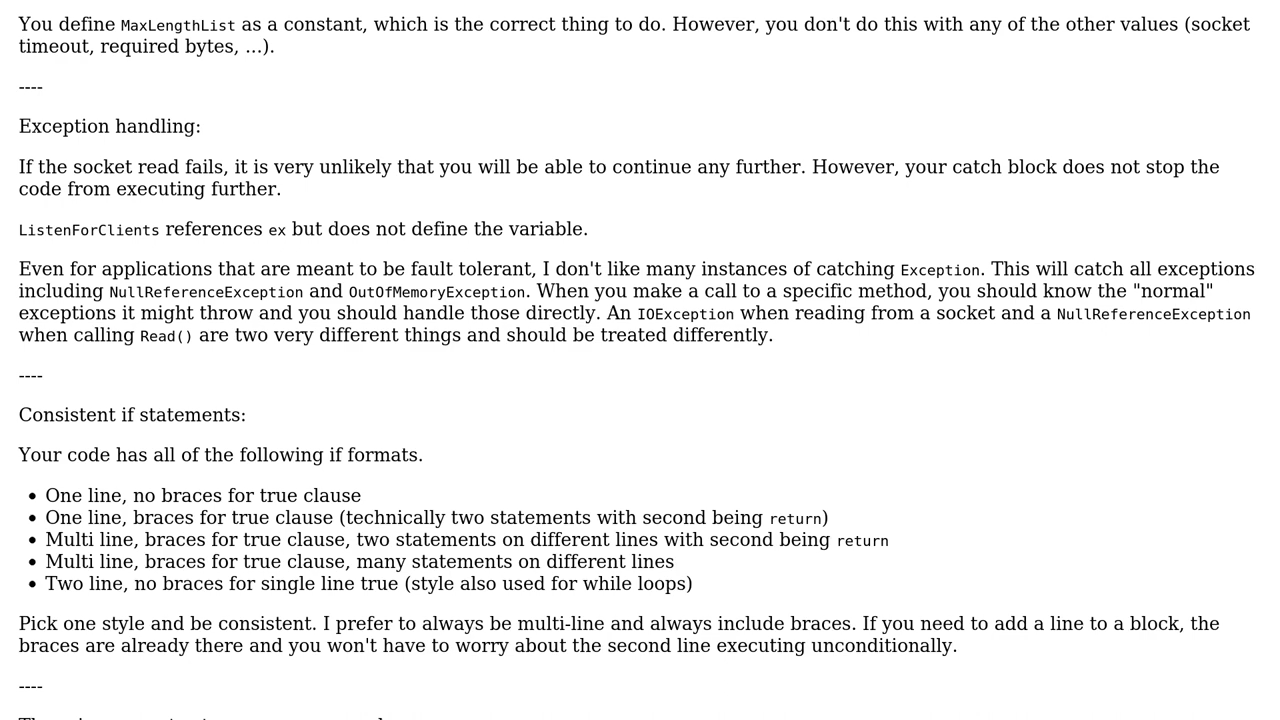 You define MaxLengthList as a constant, which is the correct thing to do. However, you don't do this with any of the other values (socket
timeout, required bytes, ...).
----
Exception handling:
If the socket read fails, it is very unlikely that you will be able to continue any further. However, your catch block does not stop the
code from executing further.
ListenForClients references ex but does not define the variable.
Even for applications that are meant to be fault tolerant, I don't like many instances of catching Exception. This will catch all exceptions
including NullReferenceException and OutOfMemoryException. When you make a call to a specific method, you should know the "normal"
exceptions it might throw and you should handle those directly. An IOException when reading from a socket and a NullReferenceException
when calling Read() are two very different things and should be treated differently.
----
Consistent if statements:
Your code has all of the following if formats.
• One line, no braces for true clause
• One line, braces for true clause (technically two statements with second being return)
• Multi line, braces for true clause, two statements on different lines with second being return
• Multi line, braces for true clause, many statements on different lines
• Two line, no braces for single line true (style also used for while loops)
Pick one style and be consistent. I prefer to always be multi-line and always include braces. If you need to add a line to a block, the
braces are already there and you won't have to worry about the second line executing unconditionally.
----